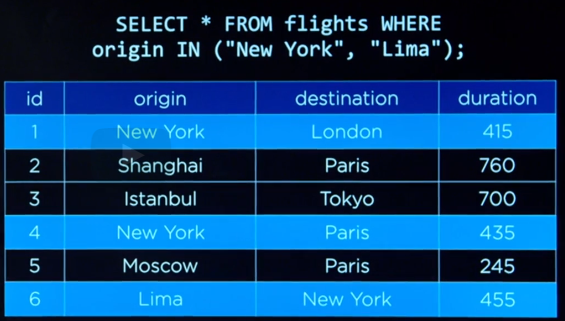 SELECT * FROM flights WHERE
origin IN ("New York", "Lima");
id origin destination duration
1 New York London 415
2 Shanghai Paris 760
3 Istanbul Tokyo 700
4 New York Paris 435
5 Moscow Paris 245
6 Lima New York 455